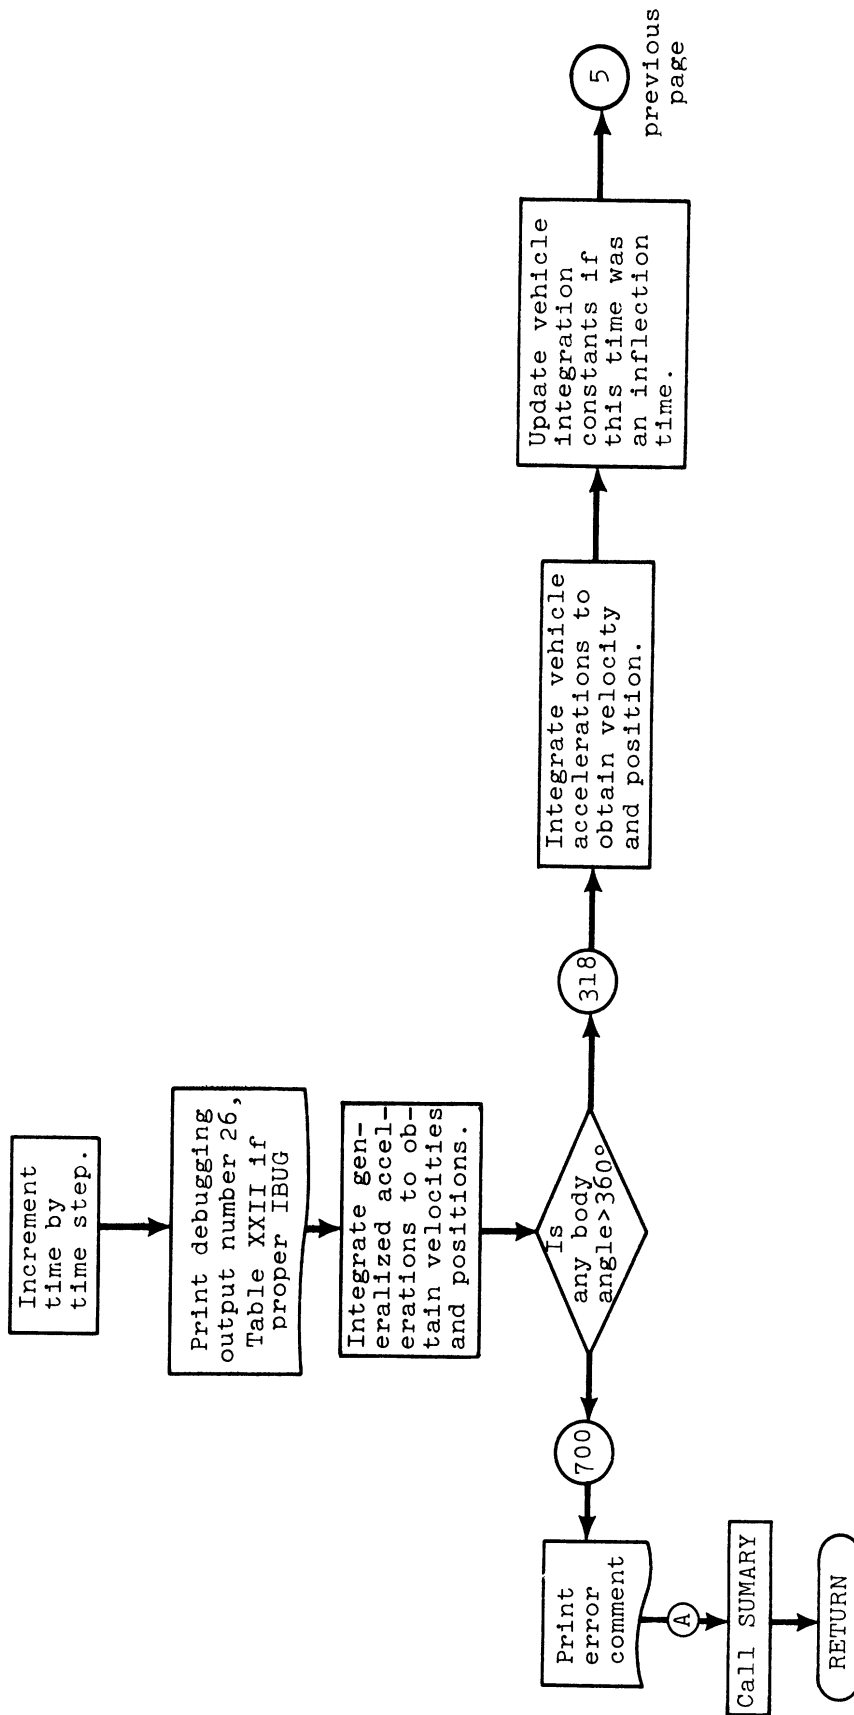 Increment
time by
time step.
Print debugging
output number 26,
Table XXII if
proper IBUG
Integrate gen-
eralized accel-
erations to ob-
tain velocities
and positions.
Is
any body
angle>360°
700
Print
error
comment
A
Call SUMARY
RETURN
318
Integrate vehicle
accelerations to
obtain velocity
and position.
Update vehicle
integration
constants if
this time was
an inflection
time.
5
previous
page